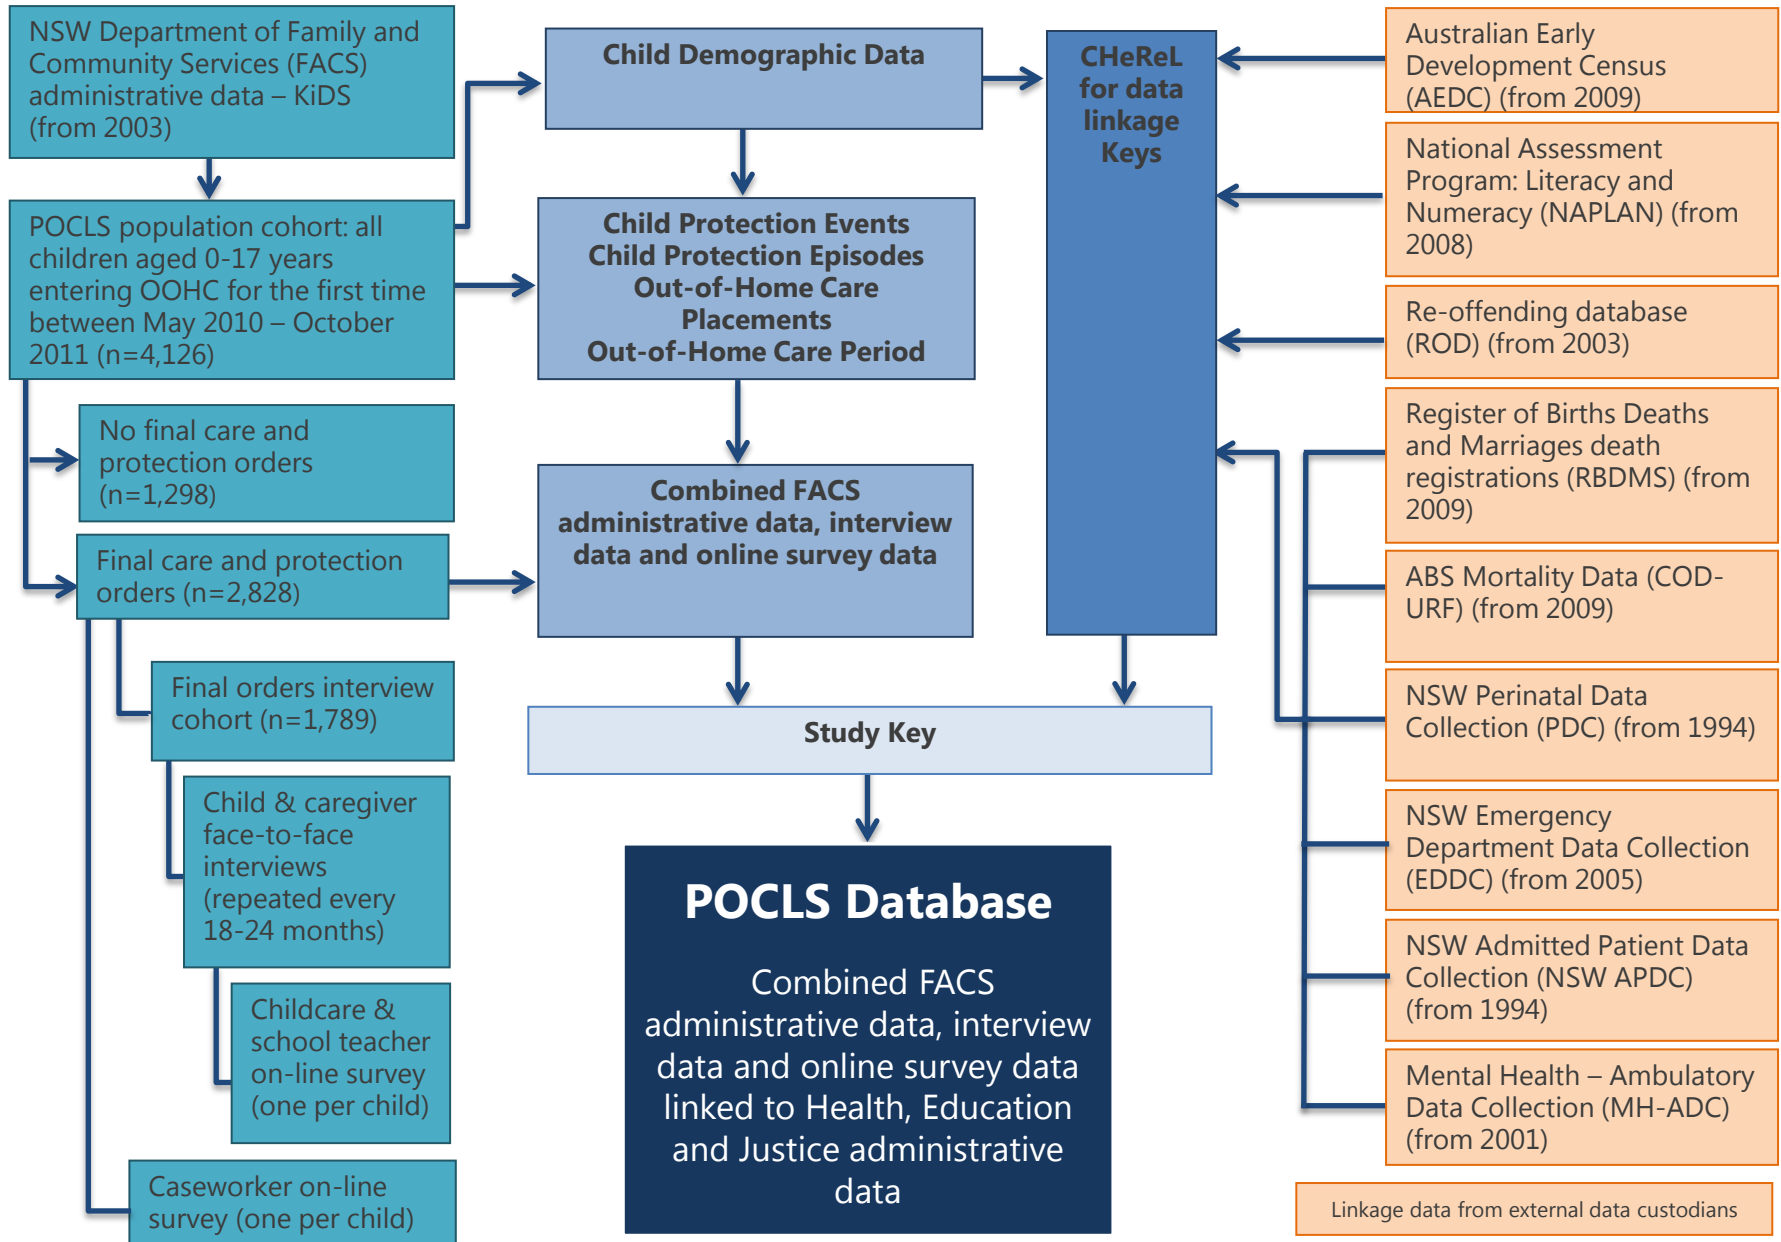 NSW Department of Family and
Community Services (FACS)
administrative data – KiDS
(from 2003)
POCLS population cohort: all
children aged 0-17 years
entering OOHC for the first time
between May 2010 – October
2011 (n=4,126)
No final care and
protection orders
(n=1,298)
Final care and protection
orders (n=2,828)
Final orders interview
cohort (n=1,789)
Child & caregiver
face-to-face
interviews
(repeated every
18-24 months)
Childcare &
school teacher
on-line survey
(one per child)
Caseworker on-line
survey (one per child)
Child Demographic Data
Child Protection Events
Child Protection Episodes
Out-of-Home Care
Placements
Out-of-Home Care Period
Combined FACS
administrative data, interview
data and online survey data
CHeReL
for data
linkage
Keys
Study Key
POCLS Database
Combined FACS
administrative data, interview
data and online survey data
linked to Health, Education
and Justice administrative
data
Australian Early
Development Census
(AEDC) (from 2009)
National Assessment
Program: Literacy and
Numeracy (NAPLAN) (from
2008)
Re-offending database
(ROD) (from 2003)
Register of Births Deaths
and Marriages death
registrations (RBDMS) (from
2009)
ABS Mortality Data (COD-
URF) (from 2009)
NSW Perinatal Data
Collection (PDC) (from 1994)
NSW Emergency
Department Data Collection
(EDDC) (from 2005)
NSW Admitted Patient Data
Collection (NSW APDC)
(from 1994)
Mental Health – Ambulatory
Data Collection (MH-ADC)
(from 2001)
Linkage data from external data custodians